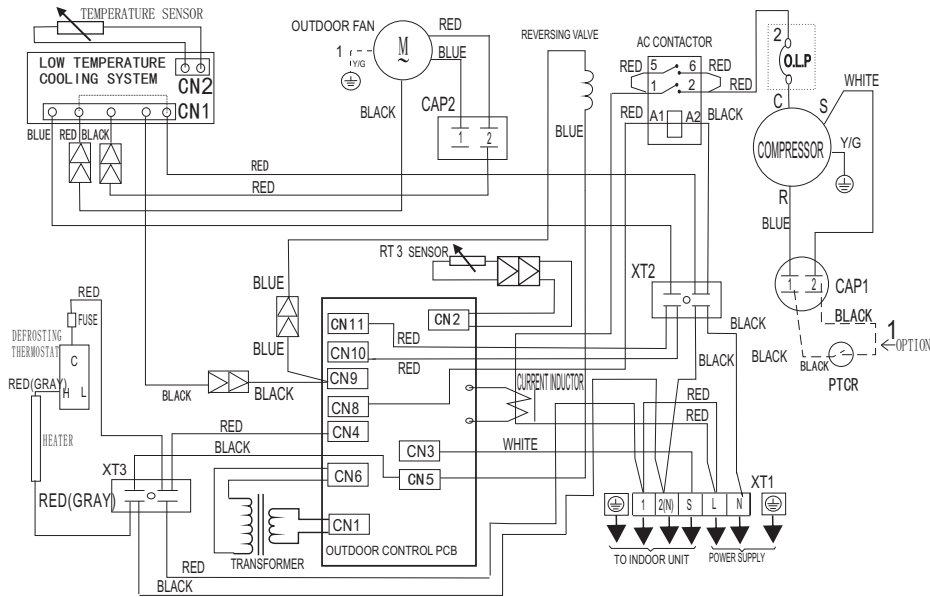 TEMPERATURE SENSOR
LOW TEMPERATURE
COOLING SYSTEM
CN2
CN1
BLUE
RED
BLACK
OUTDOOR FAN
1
Y/G
M
RED
BLUE
BLACK
CAP2
1
2
REVERSING VALVE
BLUE
AC CONTACTOR
RED
5
6
RED
1
2
RED
RED
A1
A2
BLACK
2
O.L.P
C
S
WHITE
COMPRESSOR
Y/G
R
BLUE
1
2
CAP1
BLACK
1
OPTION
BLACK
BLACK
PTCR
RED
RED
RT 3 SENSOR
XT2
BLACK
BLACK
BLUE
BLUE
RED
FUSE
DEFROSTING
THERMOSTAT
C
H
L
RED(GRAY)
HEATER
XT3
RED(GRAY)
BLACK
BLACK
RED
BLACK
CN11
CN2
RED
CN10
RED
CN9
CN8
CN4
CN3
WHITE
CN6
CN5
CN1
OUTDOOR CONTROL PCB
CURRENT INDUCTOR
RED
RED
TRANSFORMER
RED
BLACK
XT1
1
2(N)
S
L
N
TO INDOOR UNIT
POWER SUPPLY